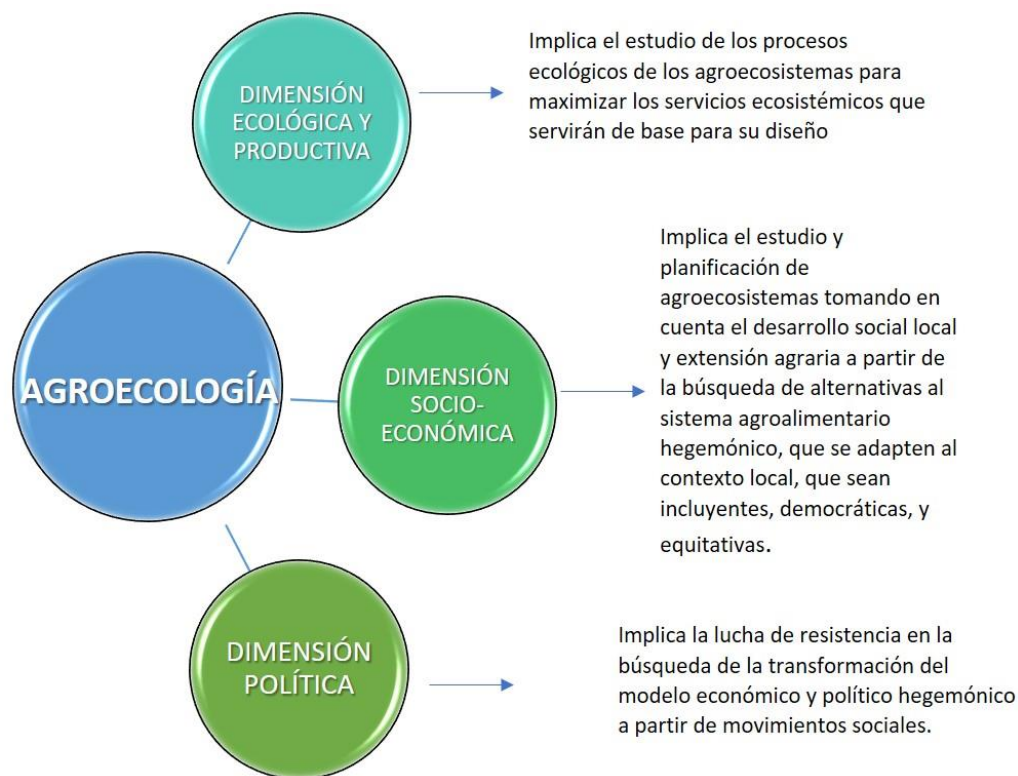 DIMENSIÓN
ECOLÓGICA Y
PRODUCTIVA
Implica el estudio de los procesos
ecológicos de los agroecosistemas para
maximizar los servicios ecosistémicos que
servirán de base para su diseño
AGROECOLOGÍA
DIMENSIÓN
SOCIO-
ECONÓMICA
Implica el estudio y
planificación de
agroecosistemas tomando en
cuenta el desarrollo social local
y extensión agraria a partir de
la búsqueda de alternativas al
sistema agroalimentario
hegemónico, que se adapten al
contexto local, que sean
incluyentes, democráticas, y
equitativas.
DIMENSIÓN
POLÍTICA
Implica la lucha de resistencia en la
búsqueda de la transformación del
modelo económico y político hegemónico
a partir de movimientos sociales.